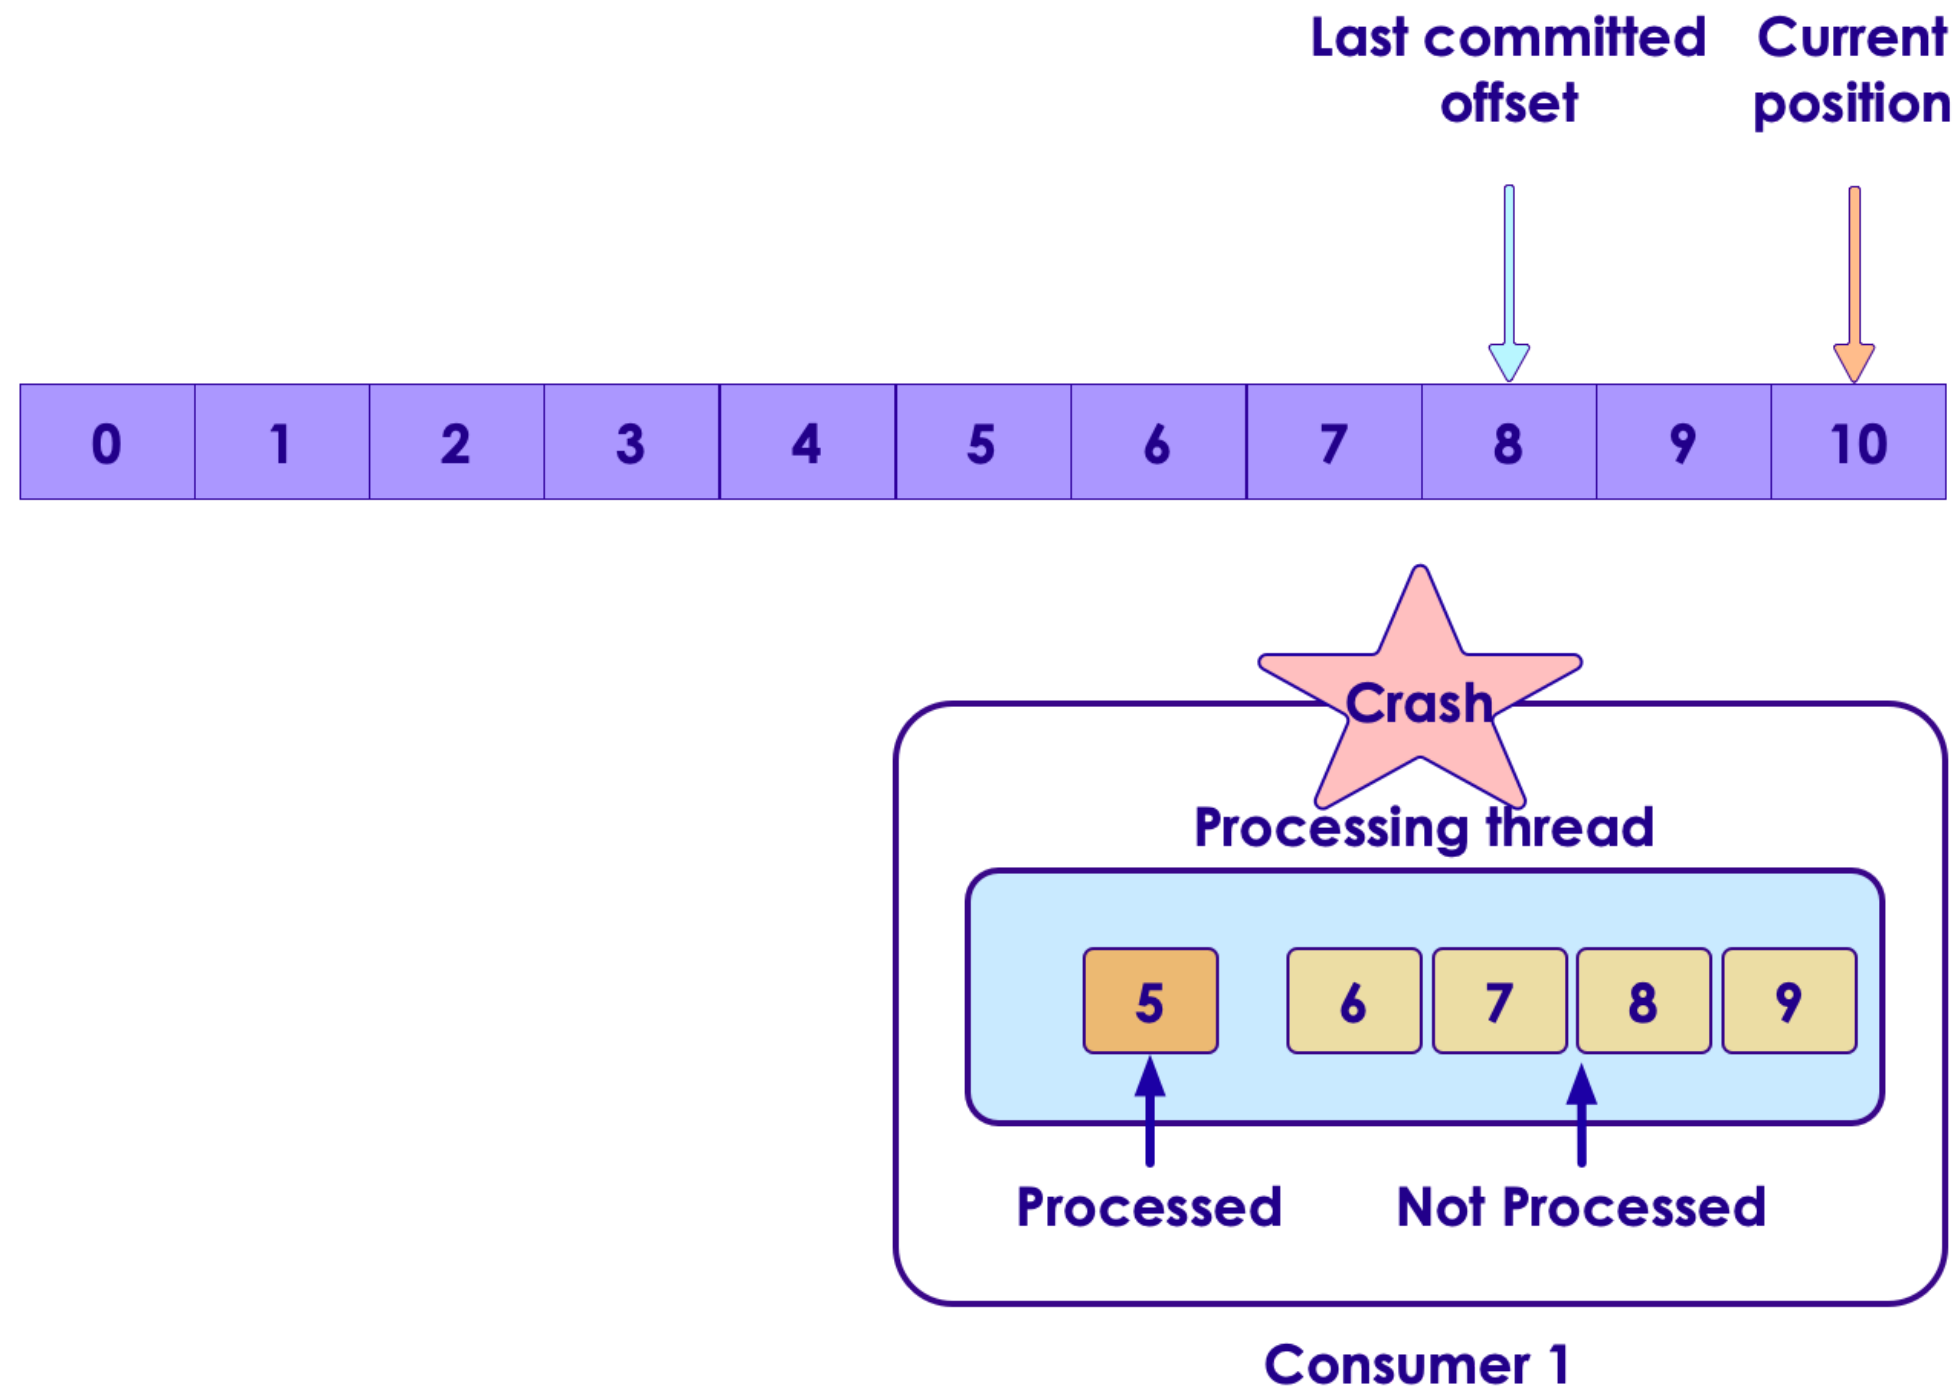 Last committed
offset
Current
position
0 1 2 3 4 5 6 7 8 9 10
Crash
Processing thread
5 6 7 8 9
Processed
Not Processed
Consumer 1